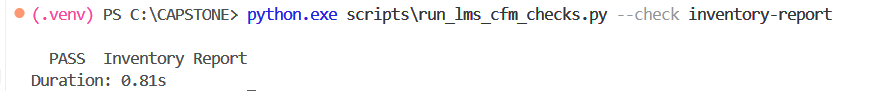 (.venv) PS C:\CAPSTONE> python.exe scripts\run_lms_cfm_checks.py --check inventory-report
PASS Inventory Report
Duration: 0.81s